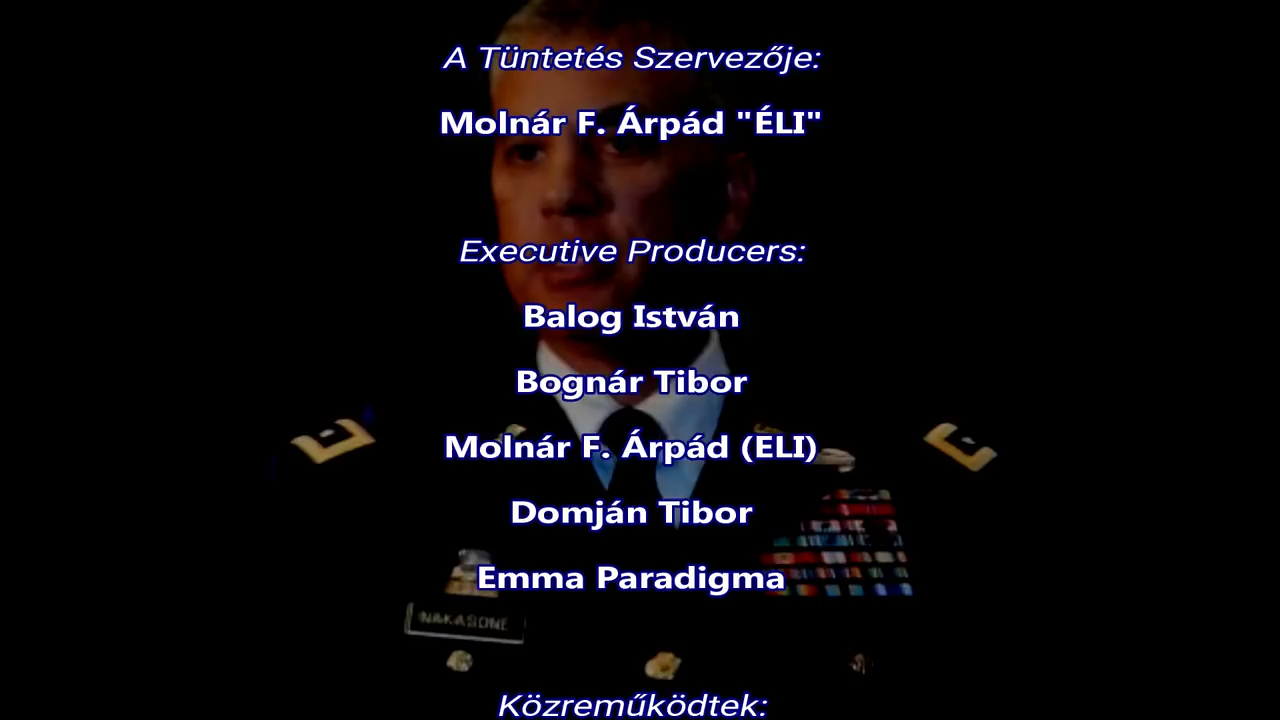 A Tüntetés Szervezője:
Molnár F. Árpád "ÉLI"
Executive Producers:
Balog István
Bognár Tibor
Molnár F. Árpád (ELI)
Domján Tibor
Emma Paradigma
NAKASONE
Közreműködtek: